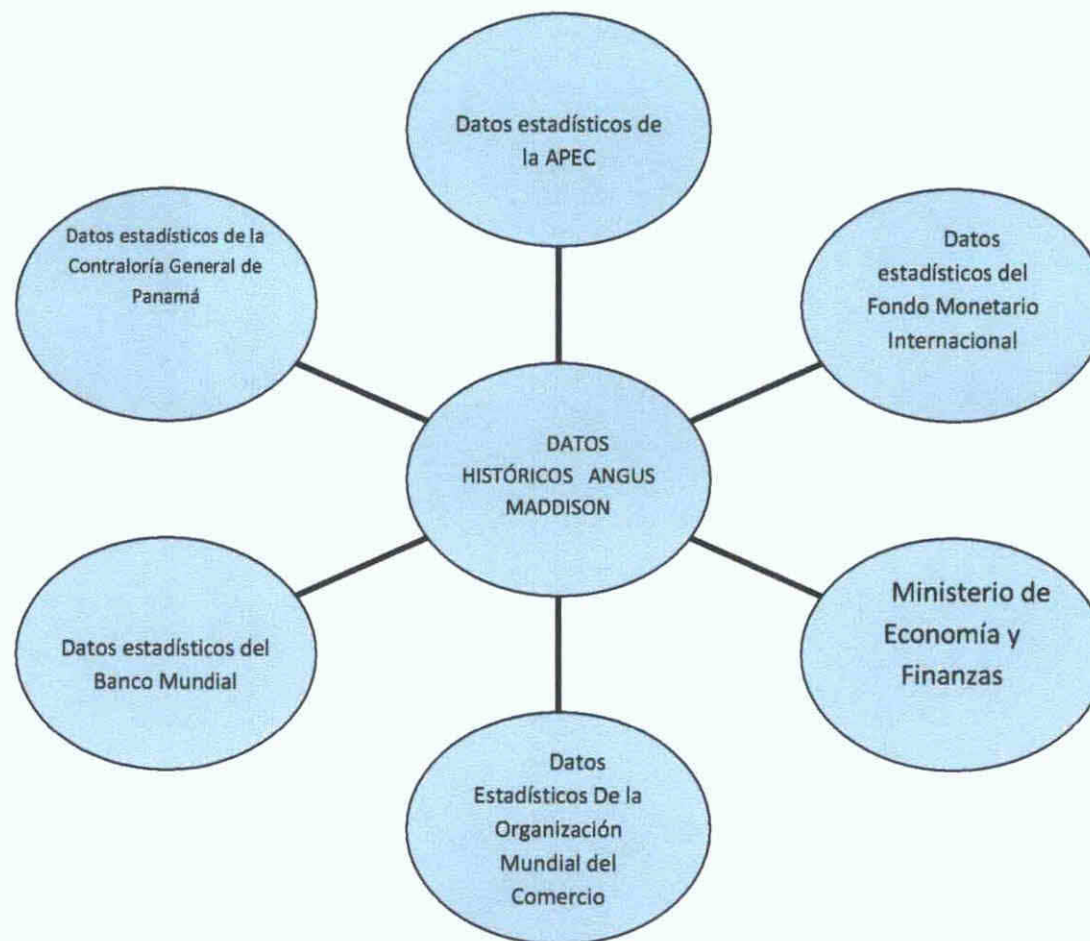 Datos estadísticos de
la APEC
Datos estadísticos de la
Contraloría General de
Panamá
Datos
estadísticos del
Fondo Monetario
Internacional
DATOS
HISTÓRICOS ANGUS
MADDISON
Datos estadísticos del
Banco Mundial
Ministerio de
Economía y
Finanzas
Datos
Estadísticos De la
Organización
Mundial del
Comercio